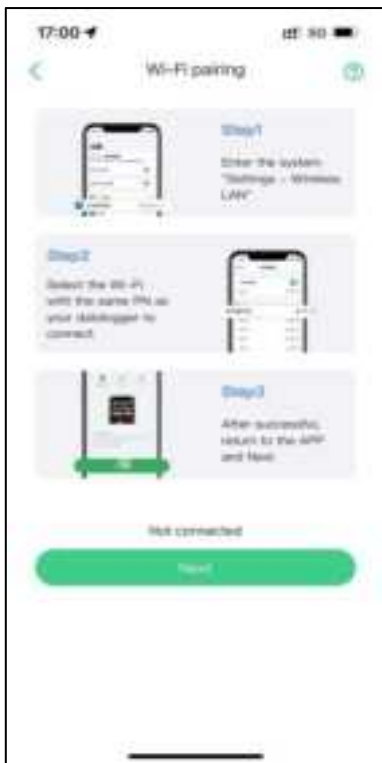 17:00
5G
Wi-Fi pairing
Step1
Enter the system
"Settings - Wireless
LAN"
Step2
Select the Wi-Fi
with the same PN as
your datalogger to
connect
Step3
After successful,
return to the APP
and Next
Not connected
Next